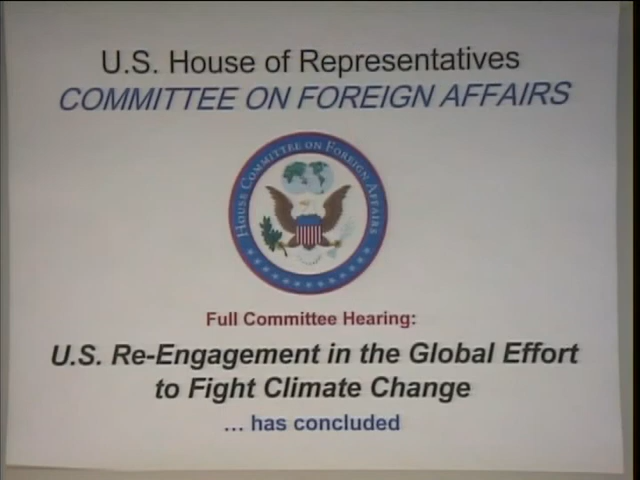 U.S. House of Representatives
COMMITTEE ON FOREIGN AFFAIRS
HOUSE COMMITTEE ON FOREIGN AFFAIRS
Full Committee Hearing:
U.S. Re-Engagement in the Global Effort
to Fight Climate Change
... has concluded